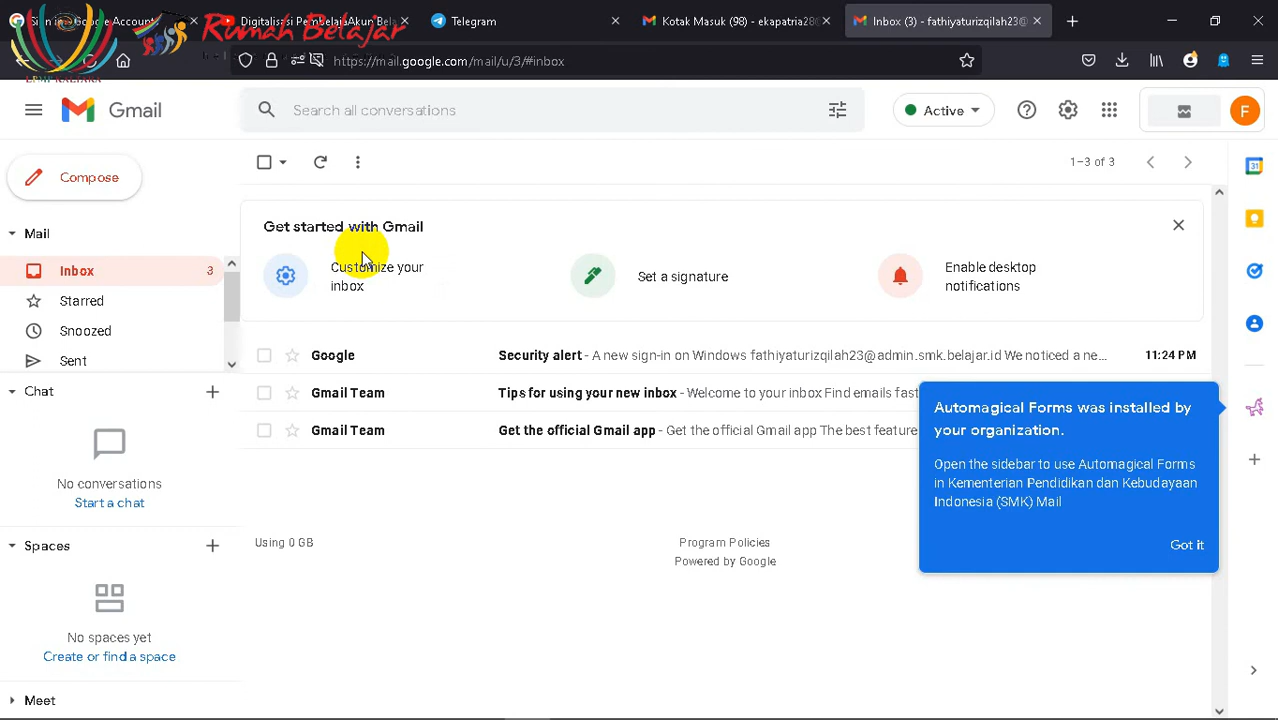 Sign in - Google Accounts
Digitalisasi Pembelajaran Akun Bela
Telegram
Kotak Masuk (98) - ekapatria28@
Inbox (3) - fathiyaturizqilah23@
Rumah Belajar
https://mail.google.com/mail/u/3/#inbox
Gmail
Search all conversations
Active
F
Compose
1–3 of 3
31
Mail
Get started with Gmail
Inbox 3
Customize your
inbox
Set a signature
Enable desktop
notifications
Starred
Snoozed
Sent
Google Security alert - A new sign-in on Windows fathiyaturizqilah23@admin.smk.belajar.id We noticed a ne... 11:24 PM
Gmail Team Tips for using your new inbox - Welcome to your inbox Find emails fast
Gmail Team Get the official Gmail app - Get the official Gmail app The best feature
Automagical Forms was installed by
your organization.
Open the sidebar to use Automagical Forms
in Kementerian Pendidikan dan Kebudayaan
Indonesia (SMK) Mail
Got it
Chat
No conversations
Start a chat
Spaces
No spaces yet
Create or find a space
Meet
Using 0 GB
Program Policies
Powered by Google